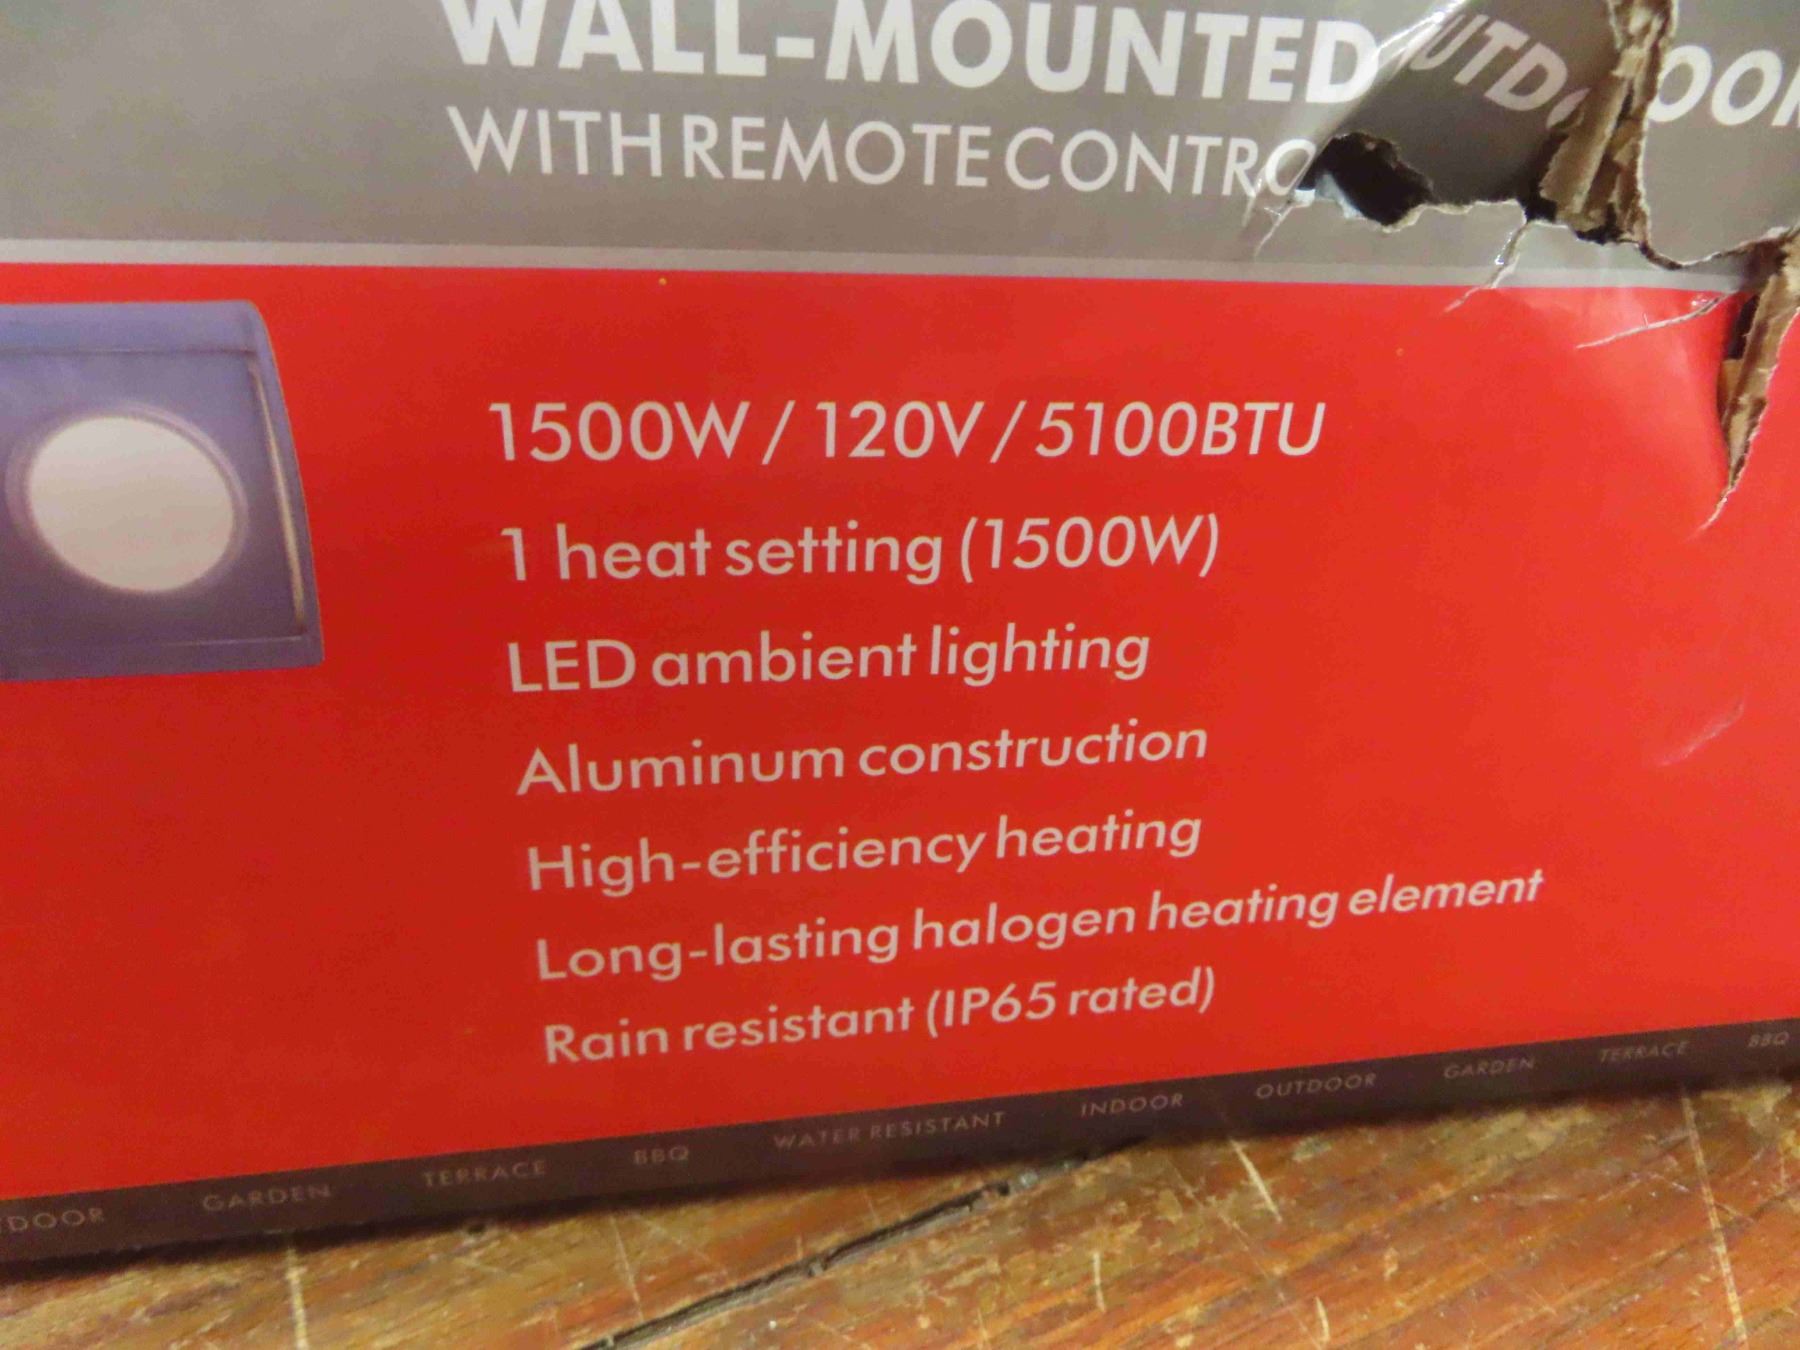 WALL-MOUNTED
WITH REMOTE CONTRO
1500W / 120V / 5100BTU
1 heat setting (1500W)
LED ambient lighting
Aluminum construction
High-efficiency heating
Long-lasting halogen heating element
Rain resistant (IP65 rated)
TDOOR GARDEN TERRACE BBQ WATER RESISTANT INDOOR OUTDOOR GARDEN TERRACE BBQ